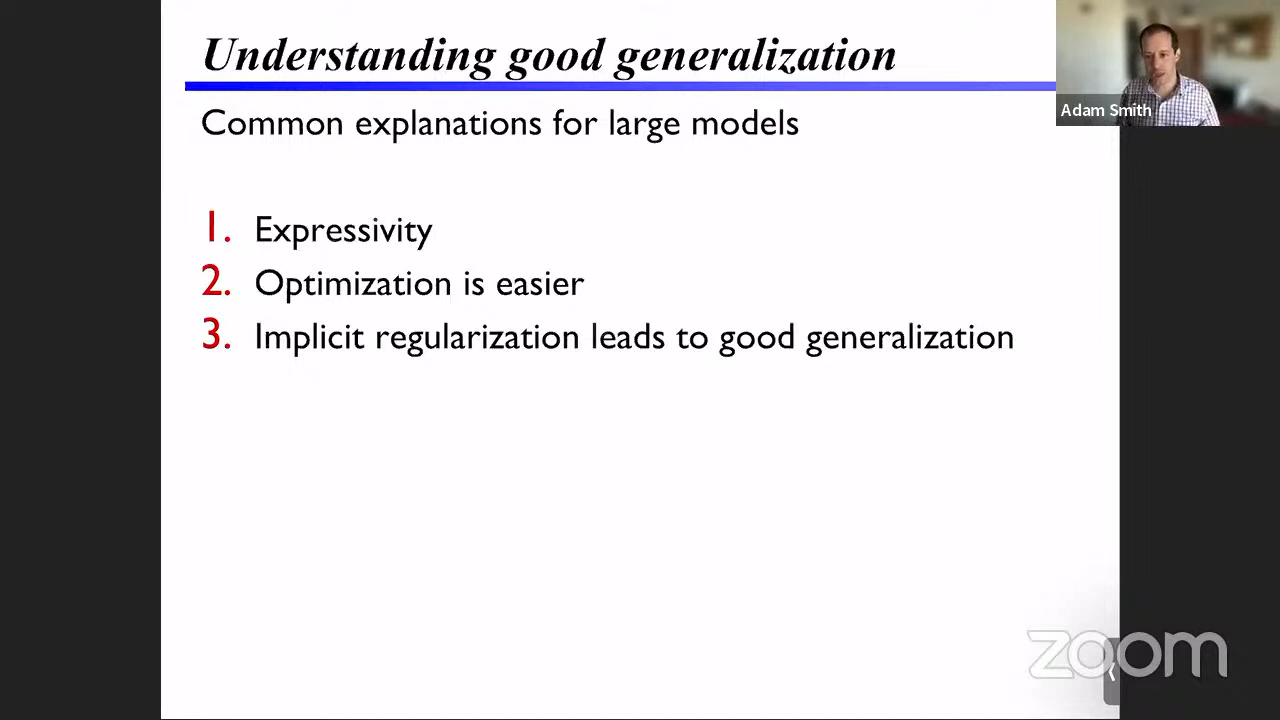 Understanding good generalization
Adam Smith
Common explanations for large models
1. Expressivity
2. Optimization is easier
3. Implicit regularization leads to good generalization
zoom